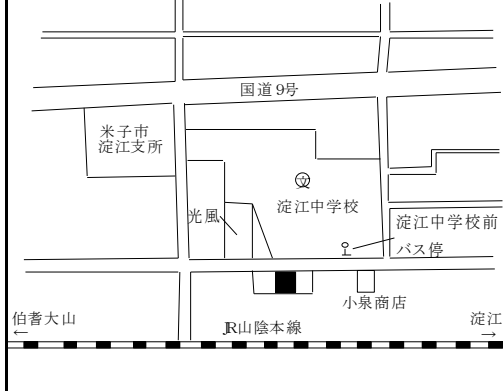 国道9号
米子市
淀江支所
文
淀江中学校
光風
淀江中学校前
バス停
小泉商店
伯耆大山
←
JR山陰本線
淀江
→